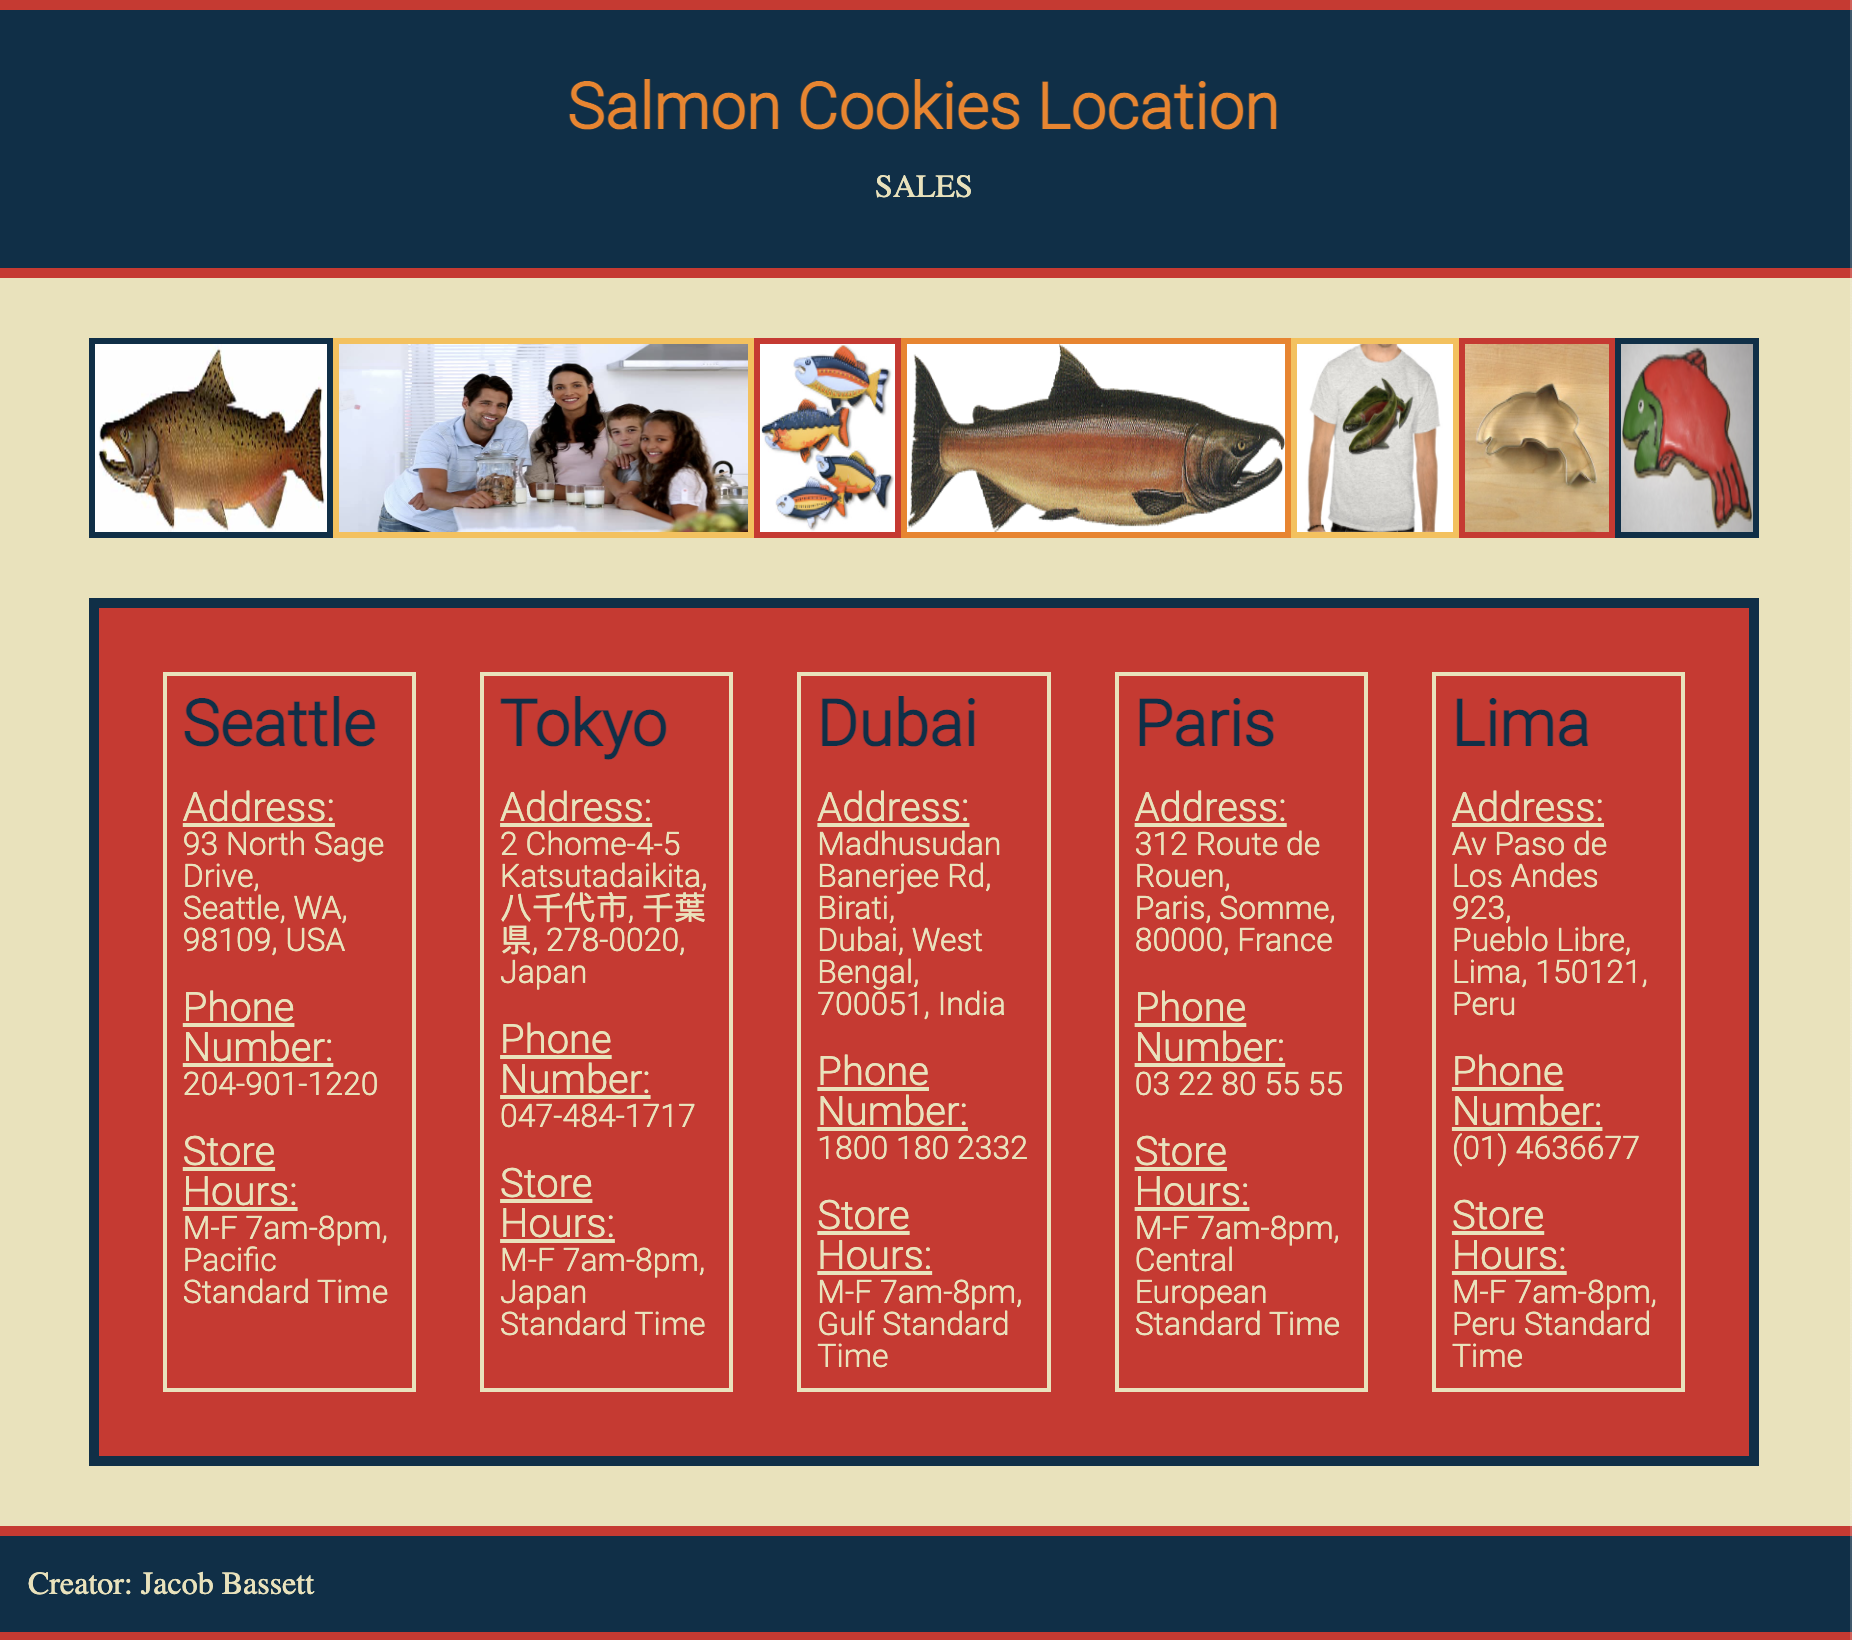 Salmon Cookies Location
SALES
Seattle
Address:
93 North Sage
Drive,
Seattle, WA,
98109, USA
Phone
Number:
204-901-1220
Store
Hours:
M-F 7am-8pm,
Pacific
Standard Time
Tokyo
Address:
2 Chome-4-5
Katsutadaikita,
八千代市, 千葉
県, 278-0020,
Japan
Phone
Number:
047-484-1717
Store
Hours:
M-F 7am-8pm,
Japan
Standard Time
Dubai
Address:
Madhusudan
Banerjee Rd,
Birati,
Dubai, West
Bengal,
700051, India
Phone
Number:
1800 180 2332
Store
Hours:
M-F 7am-8pm,
Gulf Standard
Time
Paris
Address:
312 Route de
Rouen,
Paris, Somme,
80000, France
Phone
Number:
03 22 80 55 55
Store
Hours:
M-F 7am-8pm,
Central
European
Standard Time
Lima
Address:
Av Paso de
Los Andes
923,
Pueblo Libre,
Lima, 150121,
Peru
Phone
Number:
(01) 4636677
Store
Hours:
M-F 7am-8pm,
Peru Standard
Time
Creator: Jacob Bassett